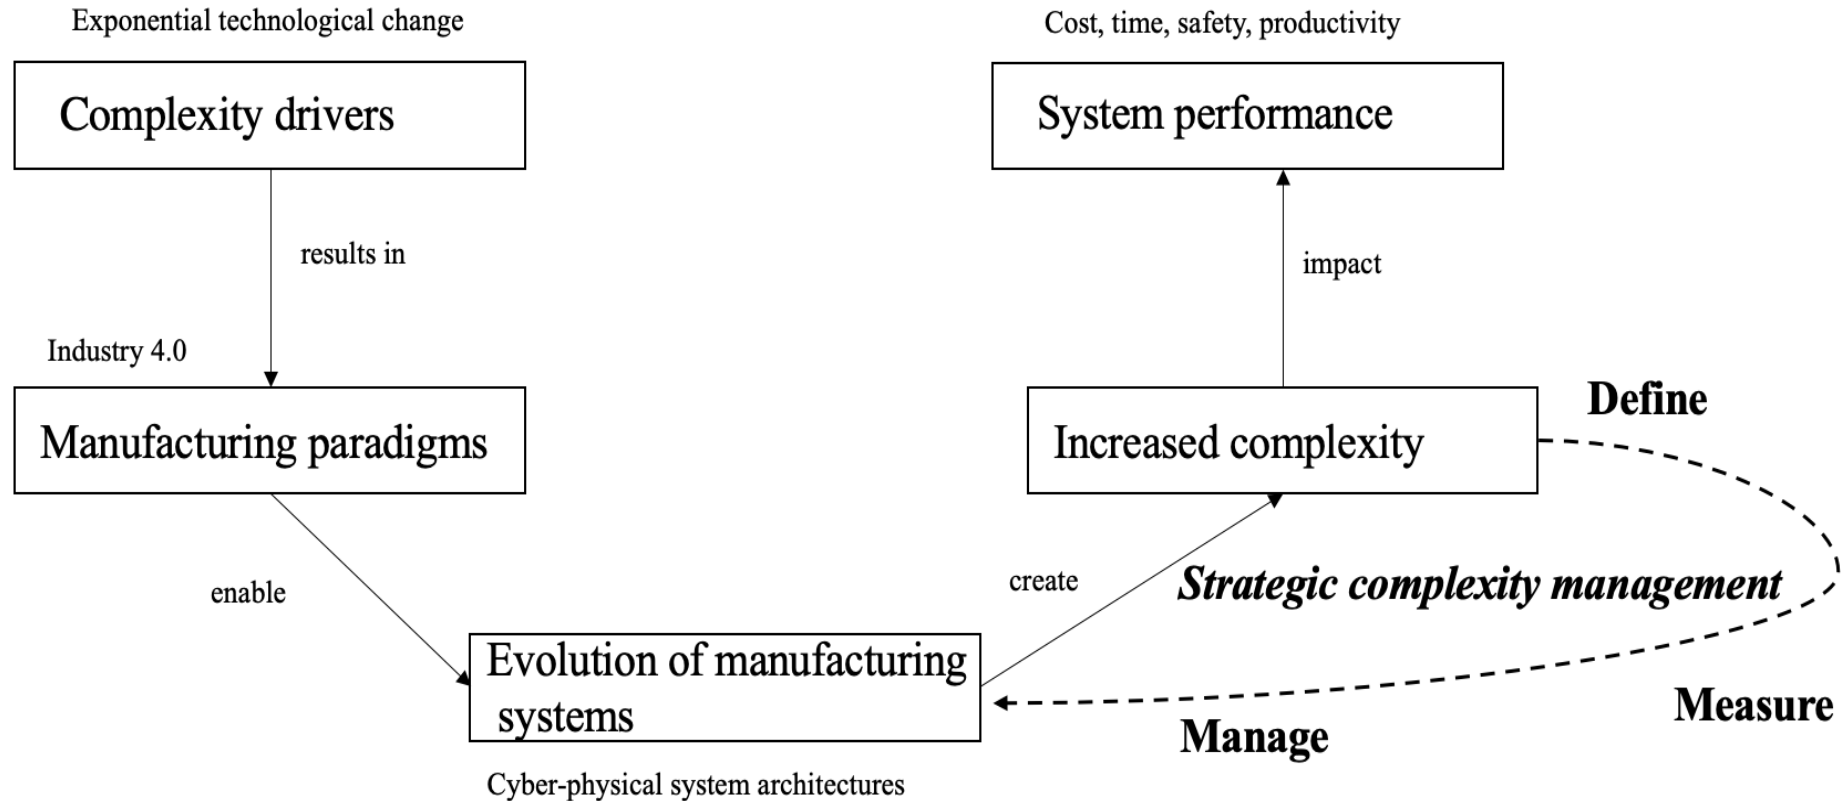 Exponential technological change
Complexity drivers
results in
Industry 4.0
Manufacturing paradigms
enable
Evolution of manufacturing
systems
Cyber-physical system architectures
create
Increased complexity
impact
Cost, time, safety, productivity
System performance
Define
Strategic complexity management
Measure
Manage